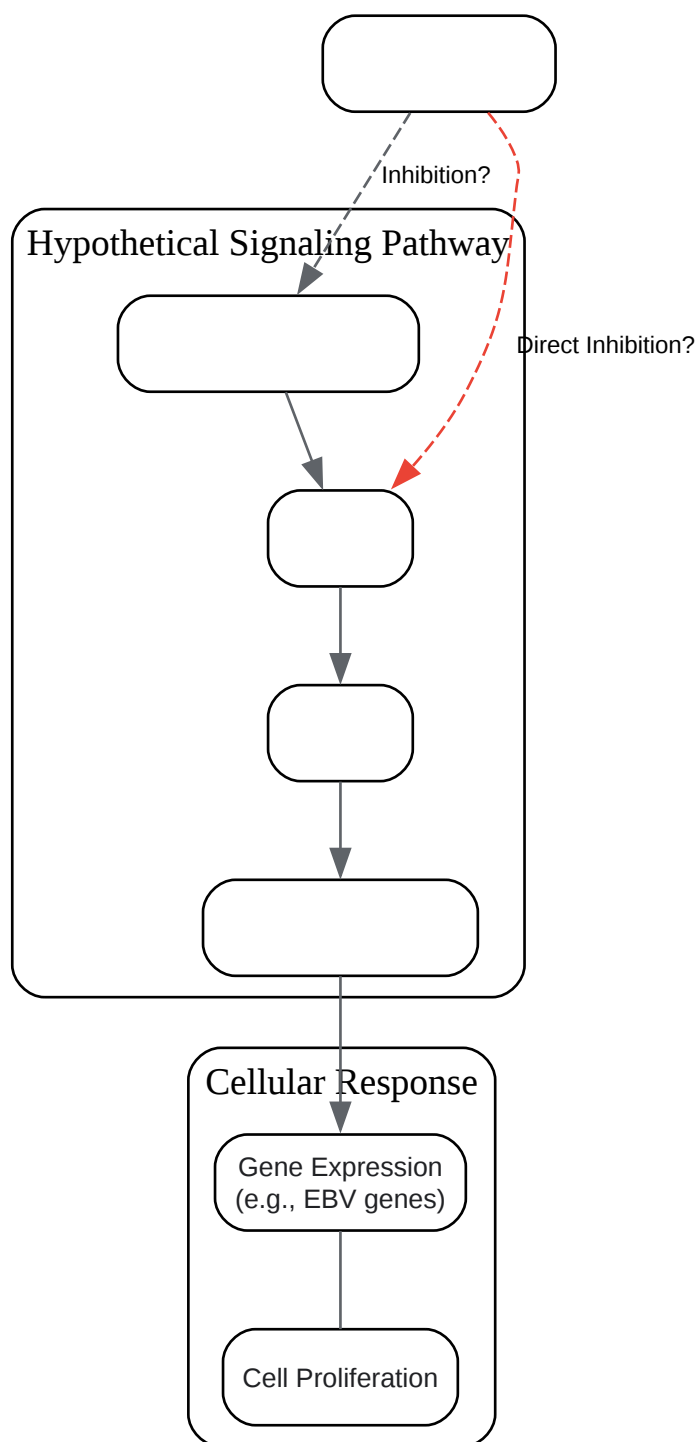 Inhibition?
Hypothetical Signaling Pathway
Direct Inhibition?
Cellular Response
Gene Expression
(e.g., EBV genes)
Cell Proliferation